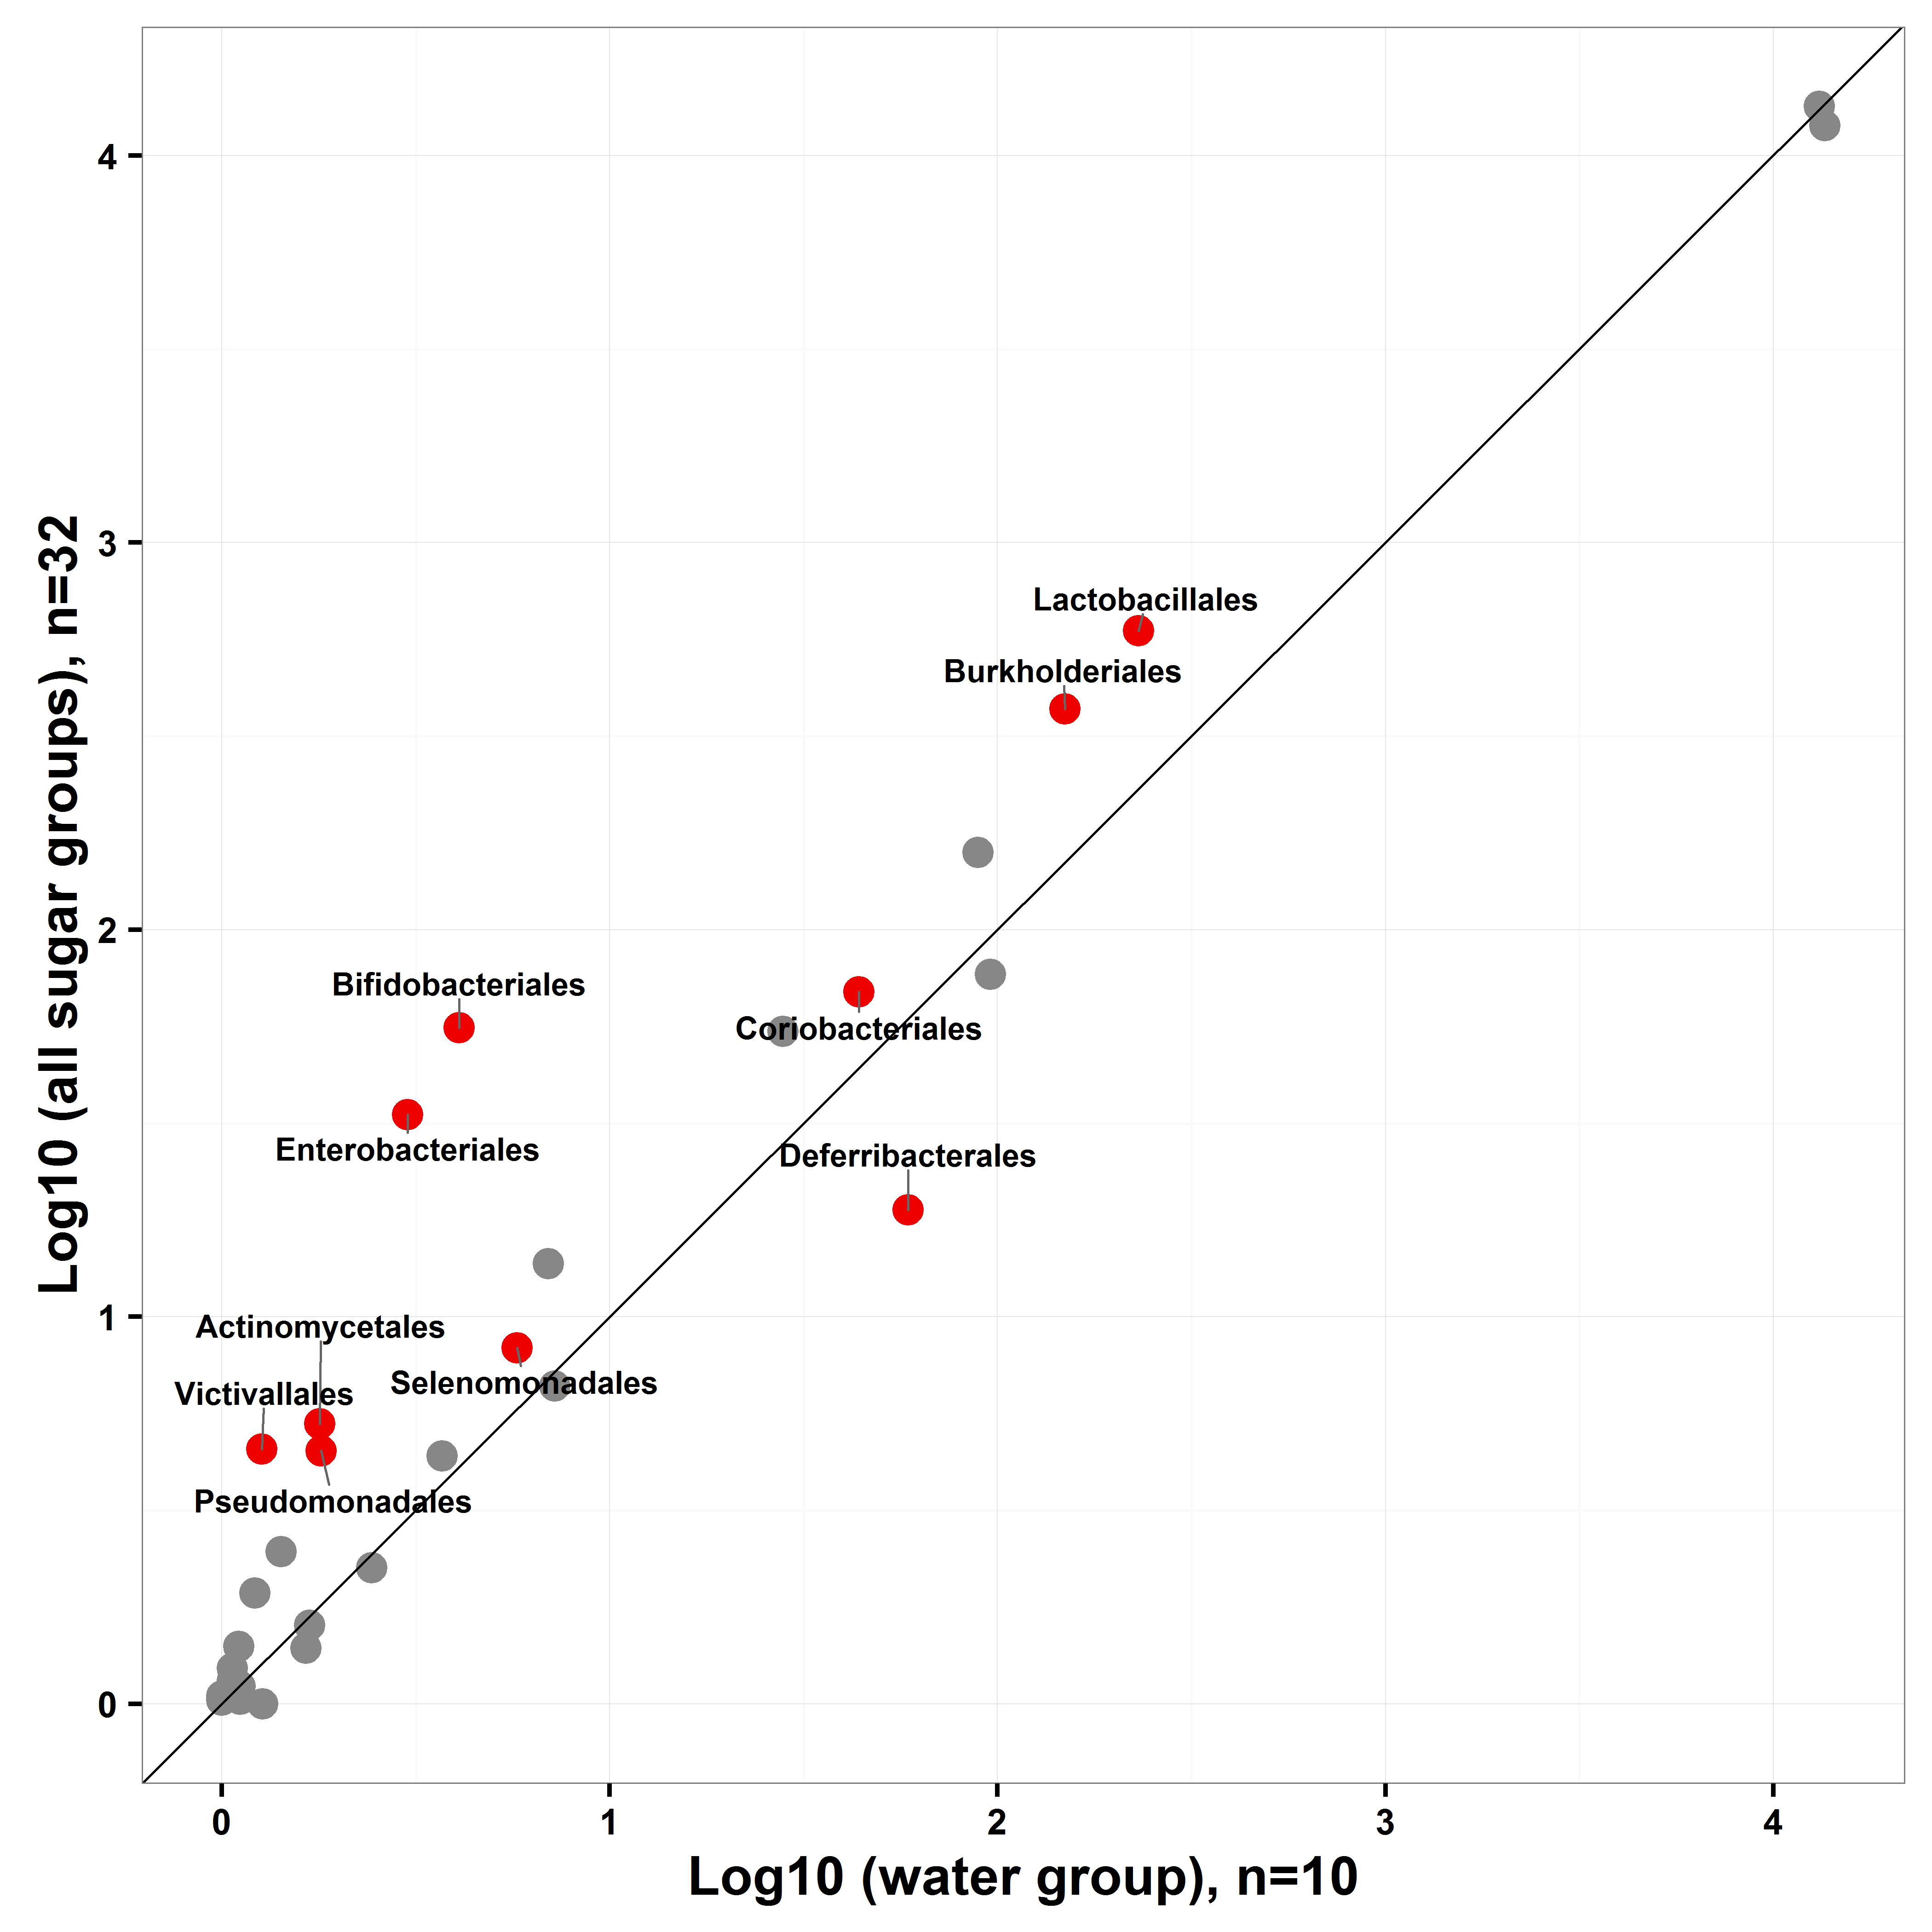 4
3
2
1
0
Log10 (all sugar groups), n=32
Lactobacillales
Burkholderiales
Bifidobacteriales
Coriobacteriales
Enterobacteriales
Deferribacterales
Actinomycetales
Selenomonadales
Victivallales
Pseudomonadales
0 1 2 3 4
Log10 (water group), n=10